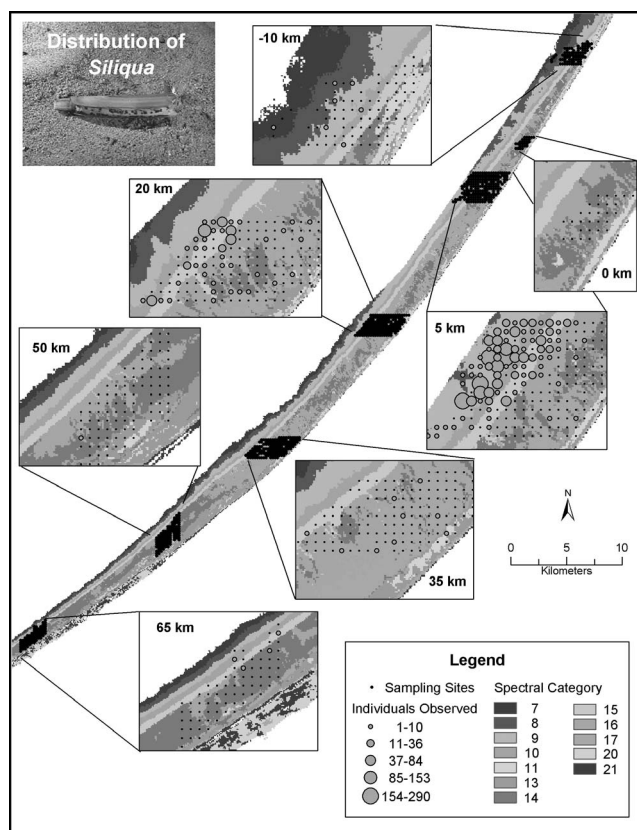 Distribution of
Siliqua
-10 km
20 km
0 km
5 km
50 km
35 km
65 km
N
0 5 10
Kilometers
Legend
Sampling Sites
Individuals Observed
1-10
11-36
37-84
85-153
154-290
Spectral Category
7
8
9
10
11
13
14
15
16
17
20
21